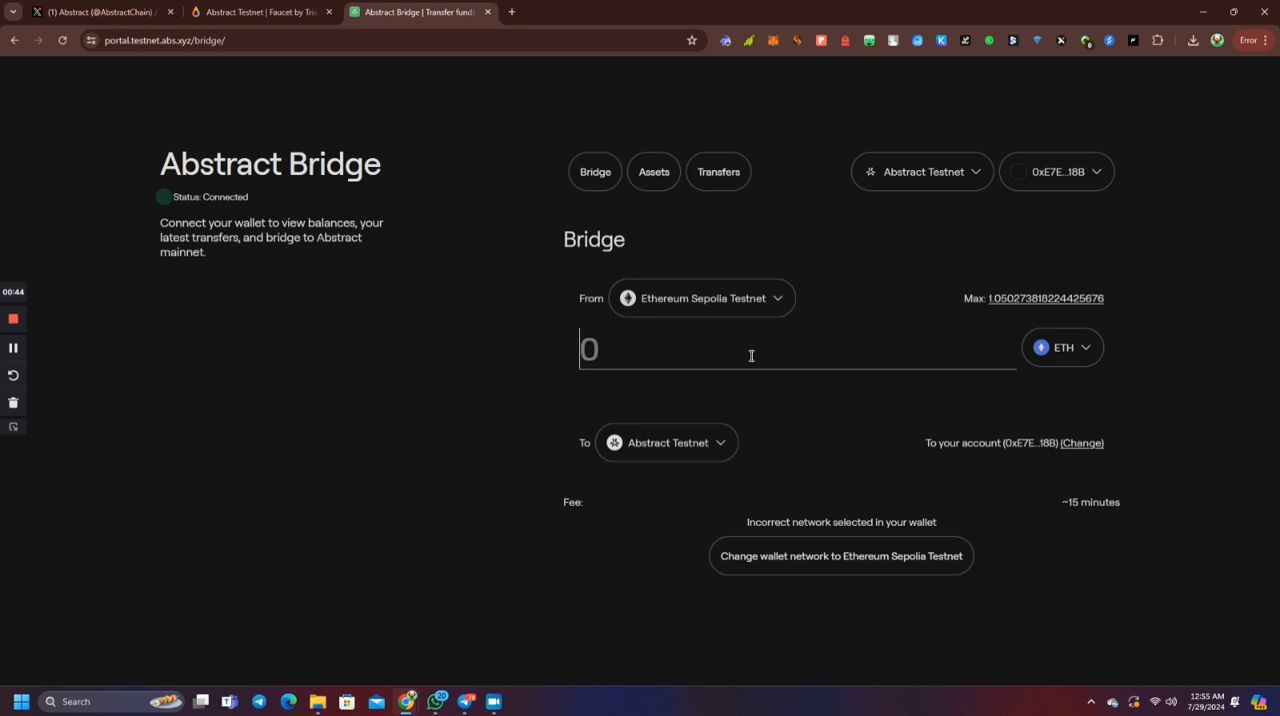 (1) Abstract (@AbstractChain) /
Abstract Testnet | Faucet by Tri
Abstract Bridge | Transfer funds
portal.testnet.abs.xyz/bridge/
Error
Abstract Bridge
Bridge
Assets
Transfers
Abstract Testnet
0xE7E...18B
Status: Connected
Connect your wallet to view balances, your
latest transfers, and bridge to Abstract
mainnet.
Bridge
00:44
From
Ethereum Sepolia Testnet
Max: 1.050273818224425676
0
ETH
To
Abstract Testnet
To your account (0xE7E...18B) (Change)
Fee:
~15 minutes
Incorrect network selected in your wallet
Change wallet network to Ethereum Sepolia Testnet
Search
20
12:55 AM
7/29/2024